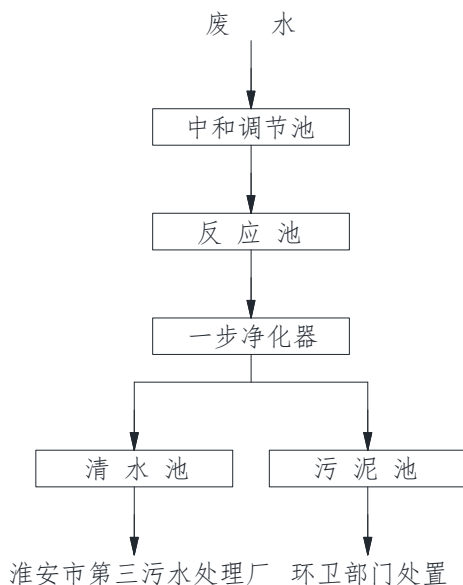 废 水
中和调节池
反 应 池
一步净化器
清 水 池 污 泥 池
淮安市第三污水处理厂 环卫部门处置